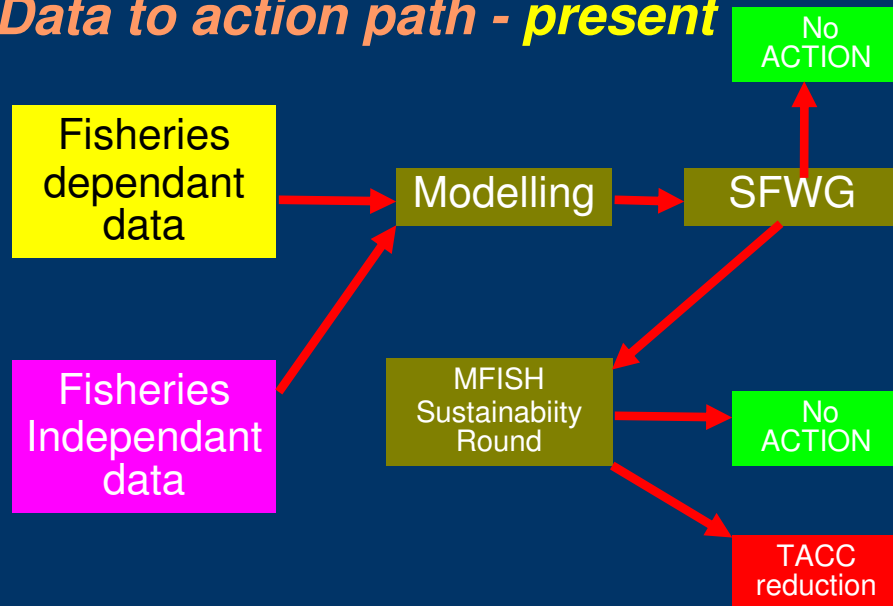 Data to action path - present
No
ACTION
Fisheries
dependant
data
Modelling
SFWG
Fisheries
Independant
data
MFISH
Sustainabiity
Round
No
ACTION
TACC
reduction